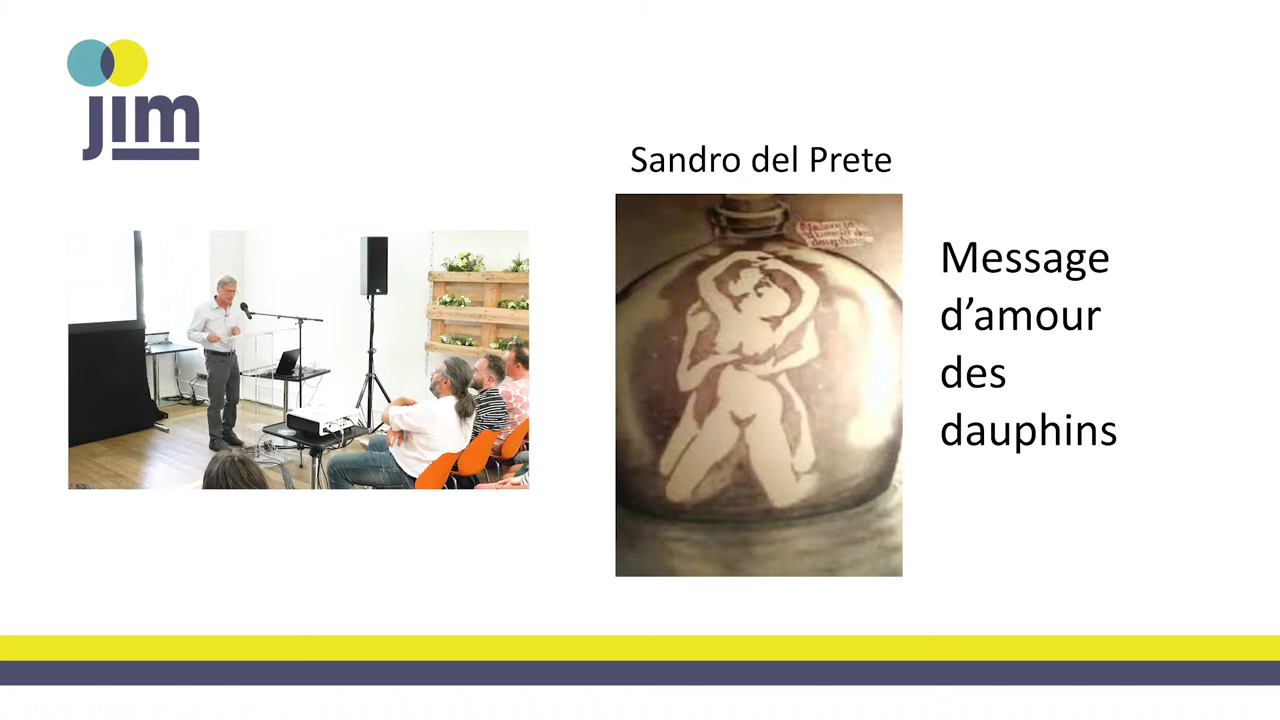 jim
Sandro del Prete
Message
d’amour
des
dauphins